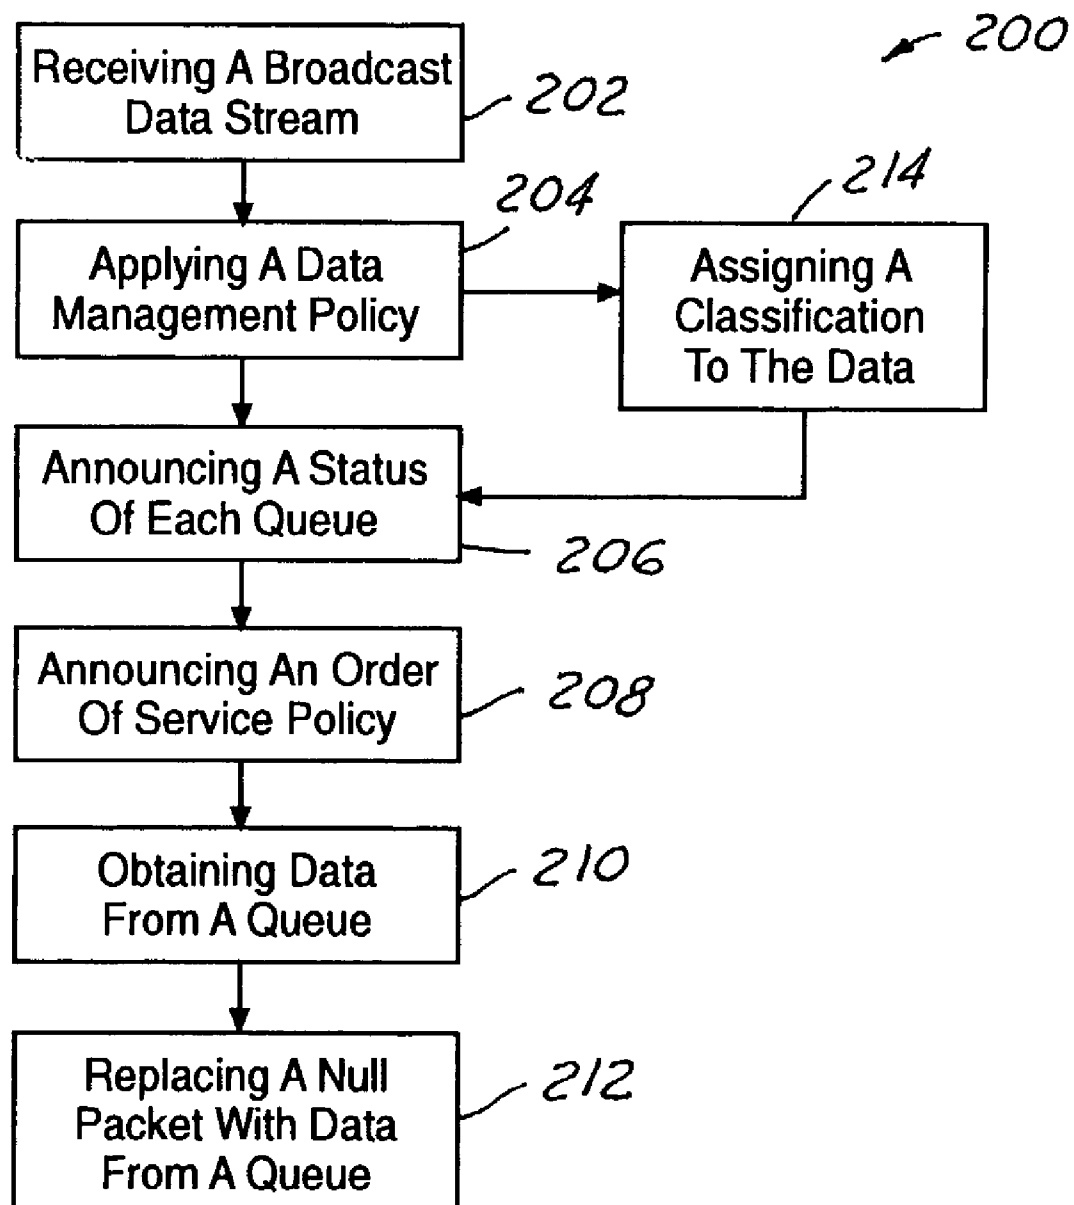 200
Receiving A Broadcast
Data Stream
202
204
214
Applying A Data
Management Policy
Assigning A
Classification
To The Data
Announcing A Status
Of Each Queue
206
Announcing An Order
Of Service Policy
208
Obtaining Data
From A Queue
210
Replacing A Null
Packet With Data
From A Queue
212